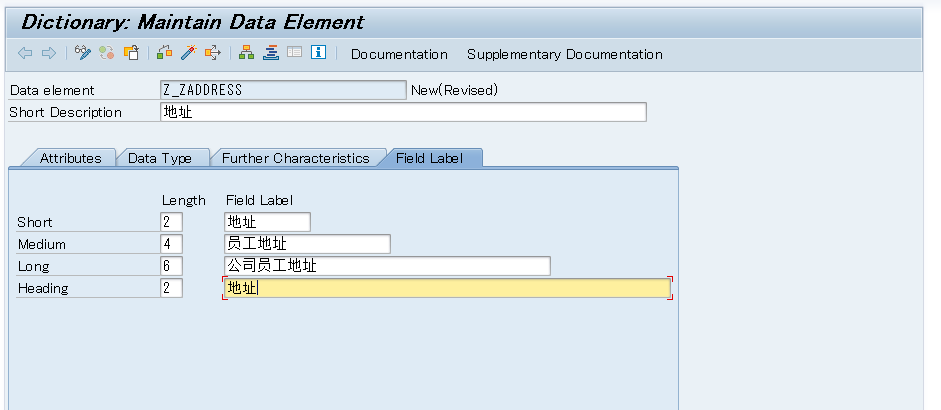 Dictionary: Maintain Data Element
Documentation Supplementary Documentation
Data element Z_ZADDRESS New(Revised)
Short Description 地址
Attributes Data Type Further Characteristics Field Label
Length Field Label
Short 2 地址
Medium 4 员工地址
Long 6 公司员工地址
Heading 2 地址